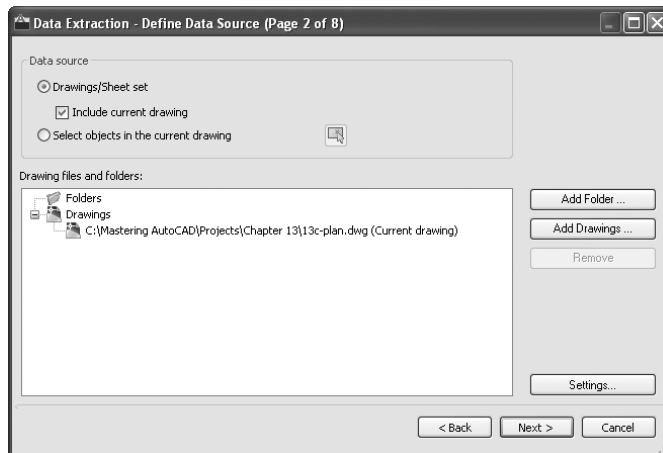 Data Extraction - Define Data Source (Page 2 of 8)
Data source
Drawings/Sheet set
Include current drawing
Select objects in the current drawing
Drawing files and folders:
Folders
Drawings
C:\Mastering AutoCAD\Projects\Chapter 13\13c-plan.dwg (Current drawing)
Add Folder ...
Add Drawings ...
Remove
Settings...
< Back
Next >
Cancel